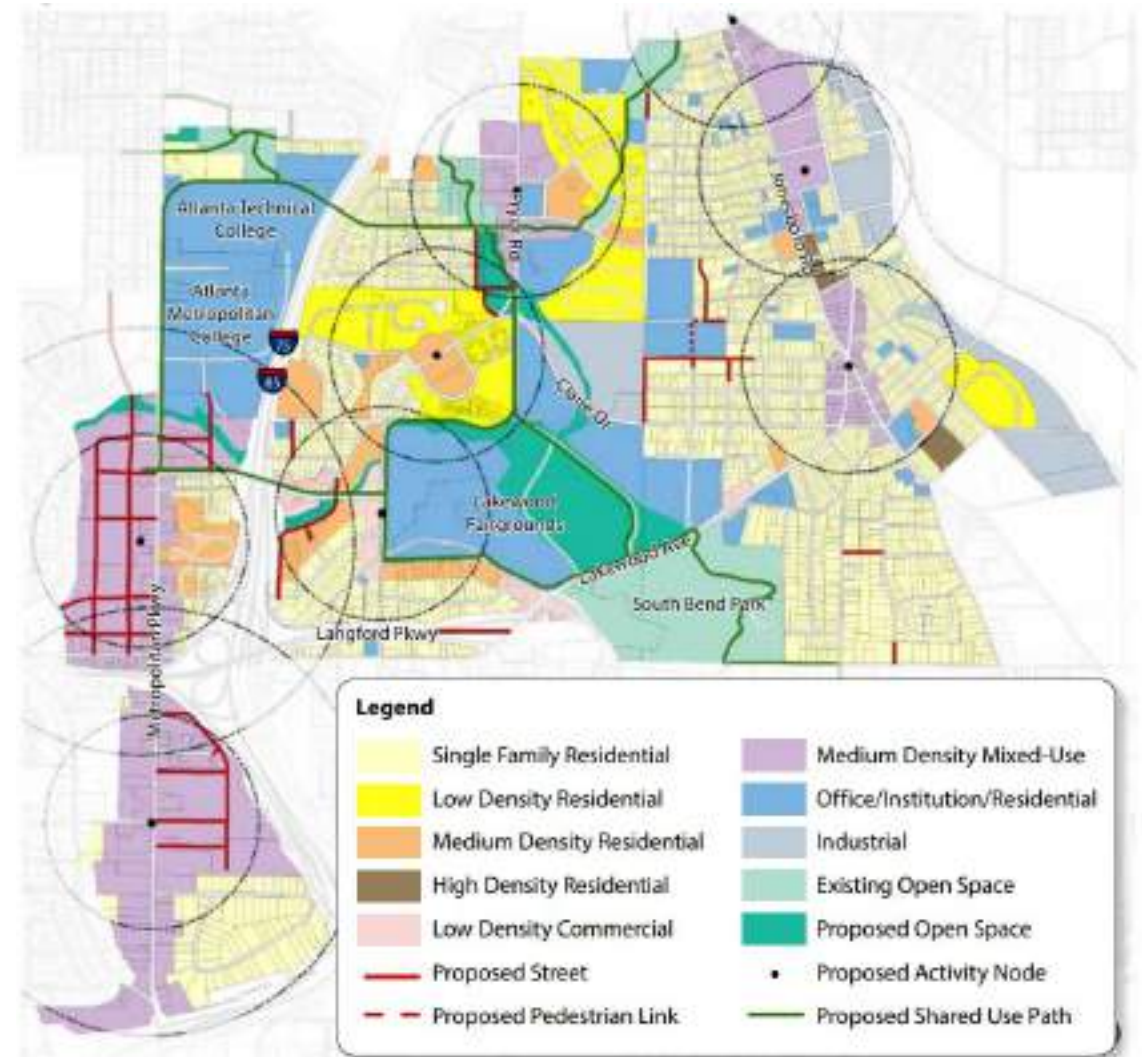 Atlanta Technical
College
Pryor Rd
Jonesboro Rd
Atlanta
Metropolitan
College
75
85
Claire Dr
Lakewood
Fairgrounds
Lakewood Ave
South Bend Park
Langford Pkwy
Metropolitan Pkwy
Legend
Single Family Residential
Low Density Residential
Medium Density Residential
High Density Residential
Low Density Commercial
Proposed Street
Proposed Pedestrian Link
Medium Density Mixed-Use
Office/Institution/Residential
Industrial
Existing Open Space
Proposed Open Space
Proposed Activity Node
Proposed Shared Use Path